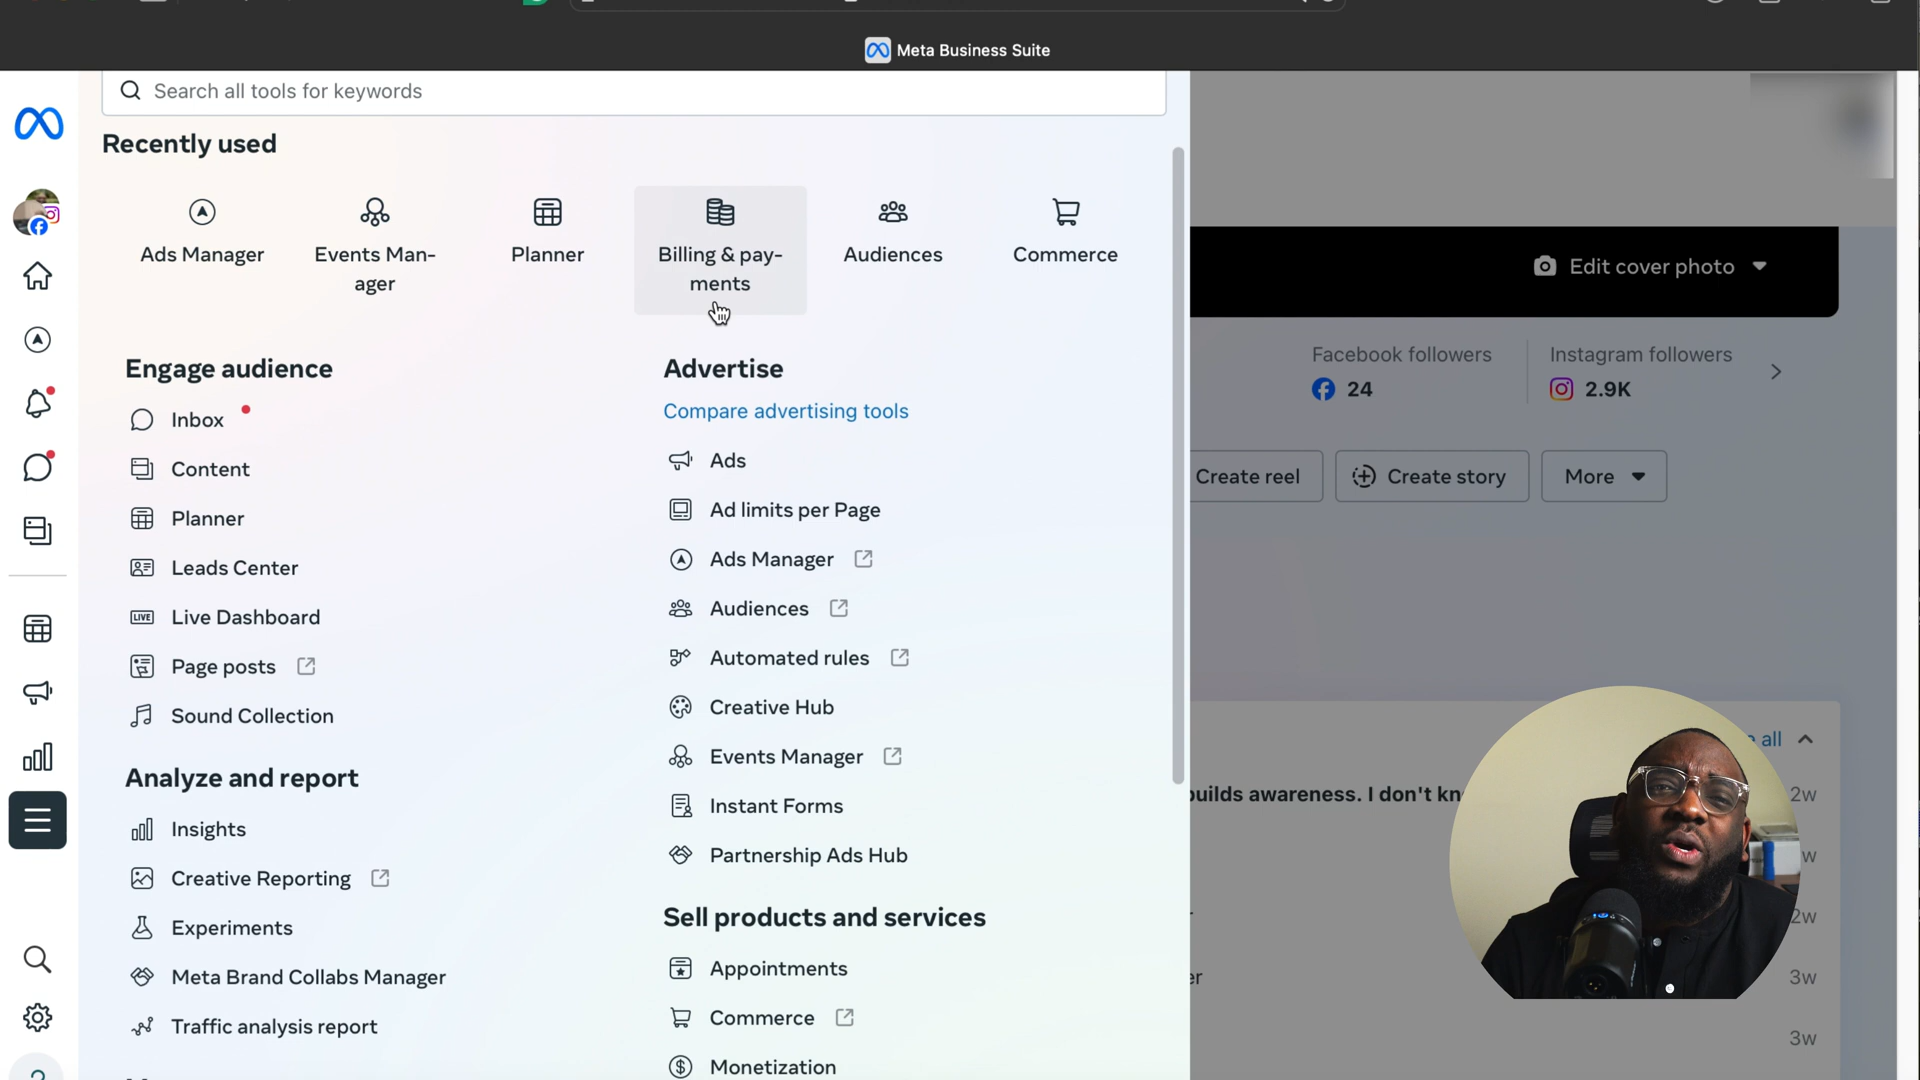 Meta Business Suite
Search all tools for keywords
Recently used
Ads Manager
Events Man-
ager
Planner
Billing & pay-
ments
Audiences
Commerce
Engage audience
Inbox
Content
Planner
Leads Center
LIVE Live Dashboard
Page posts
Sound Collection
Analyze and report
Insights
Creative Reporting
Experiments
Meta Brand Collabs Manager
Traffic analysis report
Advertise
Compare advertising tools
Ads
Ad limits per Page
Ads Manager
Audiences
Automated rules
Creative Hub
Events Manager
Instant Forms
Partnership Ads Hub
Sell products and services
Appointments
Commerce
Monetization
Edit cover photo
Facebook followers
24
Instagram followers
2.9K
Create reel
Create story
More
all
builds awareness. I don't kn
2w
w
2w
er
3w
3w